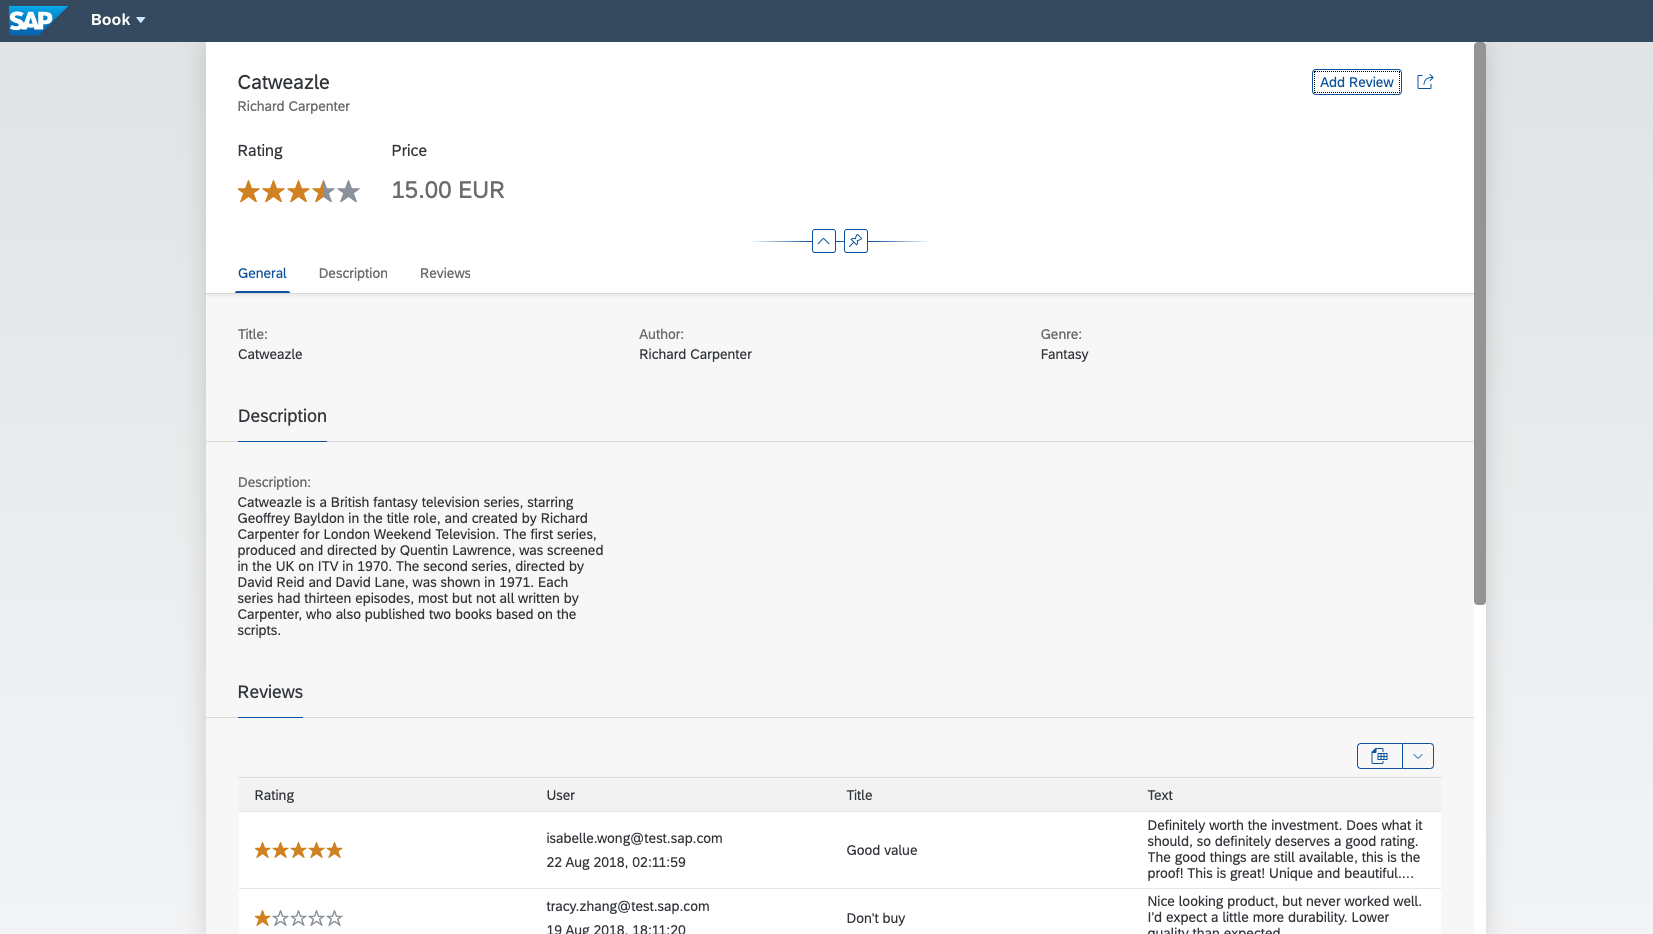 SAP Book
Catweazle
Add Review
Richard Carpenter
Rating Price
15.00 EUR
General Description Reviews
Title: Author: Genre:
Catweazle Richard Carpenter Fantasy
Description
Description:
Catweazle is a British fantasy television series, starring
Geoffrey Bayldon in the title role, and created by Richard
Carpenter for London Weekend Television. The first series,
produced and directed by Quentin Lawrence, was screened
in the UK on ITV in 1970. The second series, directed by
David Reid and David Lane, was shown in 1971. Each
series had thirteen episodes, most but not all written by
Carpenter, who also published two books based on the
scripts.
Reviews
Rating User Title Text
isabelle.wong@test.sap.com
22 Aug 2018, 02:11:59
Good value
Definitely worth the investment. Does what it
should, so definitely deserves a good rating.
The good things are still available, this is the
proof! This is great! Unique and beautiful....
tracy.zhang@test.sap.com
19 Aug 2018, 18:11:20
Don't buy
Nice looking product, but never worked well.
I'd expect a little more durability. Lower
quality than expected